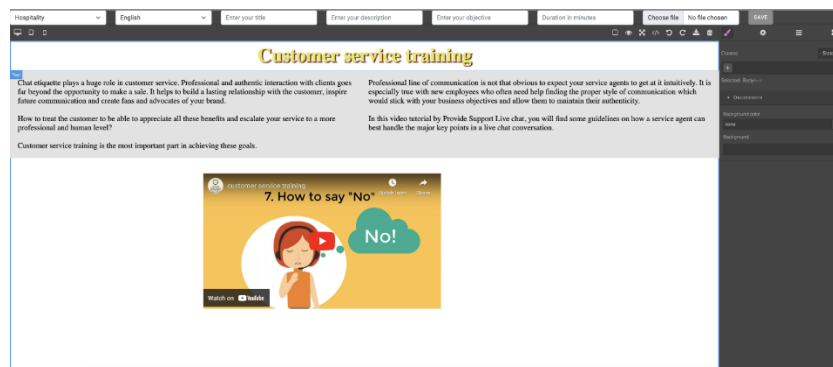 Hospitality
English
Enter your title
Enter your description
Enter your objective
Duration in minutes
Choose file No file chosen
SAVE
Customer service training
Text
Chat etiquette plays a huge role in customer service. Professional and authentic interaction with clients goes
far beyond the opportunity to make a sale. It helps to build a lasting relationship with the customer, inspire
future communication and create fans and advocates of your brand.
How to treat the customer to be able to appreciate all these benefits and escalate your service to a more
professional and human level?
Customer service training is the most important part in achieving these goals.
Professional line of communication is not that obvious to expect your service agents to get at it intuitively. It is
especially true with new employees who often need help finding the proper style of communication which
would stick with your business objectives and allow them to maintain their authenticity.
In this video tutorial by Provide Support Live chat, you will find some guidelines on how a service agent can
best handle the major key points in a live chat conversation.
customer service training
Watch later
Share
7. How to say "No"
No!
Watch on YouTube
Classes
Selected: Body
Decorations
Background color
none
Background